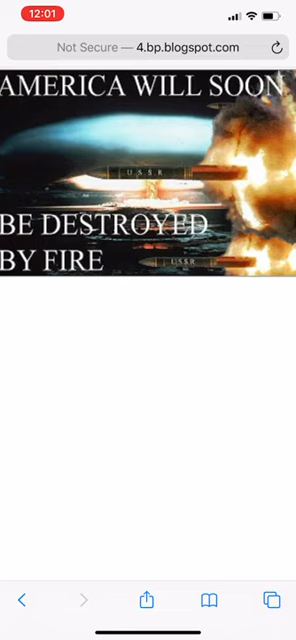 12:01
Not Secure — 4.bp.blogspot.com
AMERICA WILL SOON
USSR
BE DESTROYED
BY FIRE
USSR